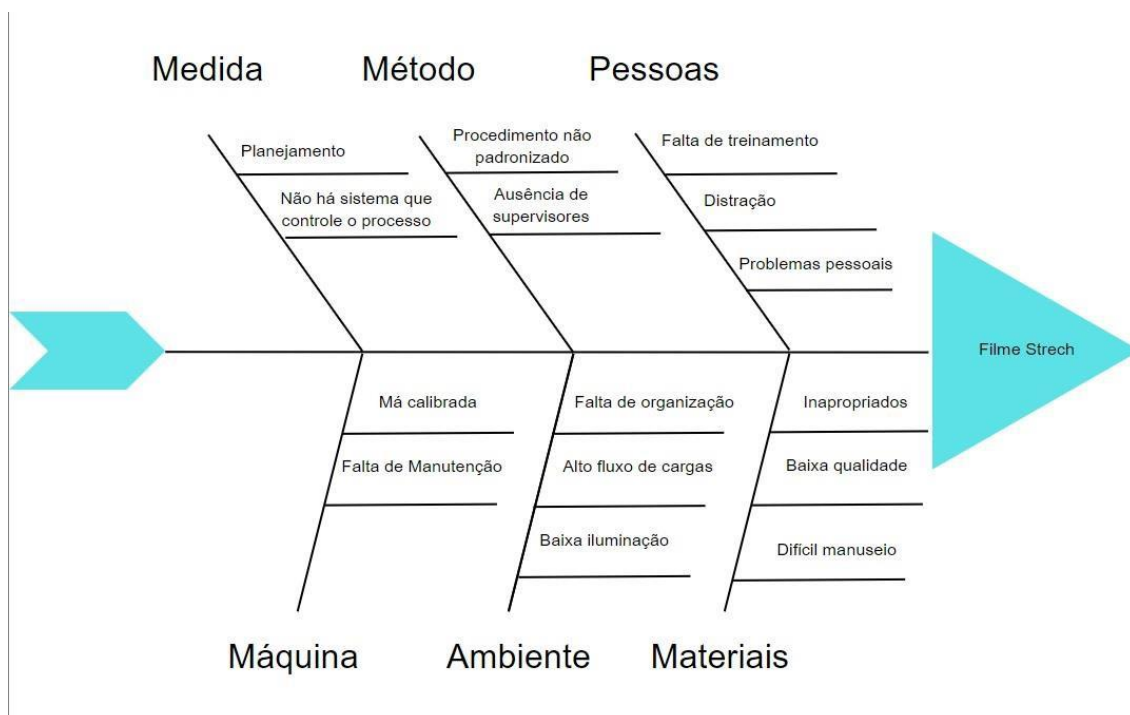 Medida
Método
Pessoas
Planejamento
Não há sistema que
controle o processo
Procedimento não
padronizado
Ausência de
supervisores
Falta de treinamento
Distração
Problemas pessoais
Filme Strech
Má calibrada
Falta de Manutenção
Falta de organização
Alto fluxo de cargas
Baixa iluminação
Inapropriados
Baixa qualidade
Difícil manuseio
Máquina
Ambiente
Materiais